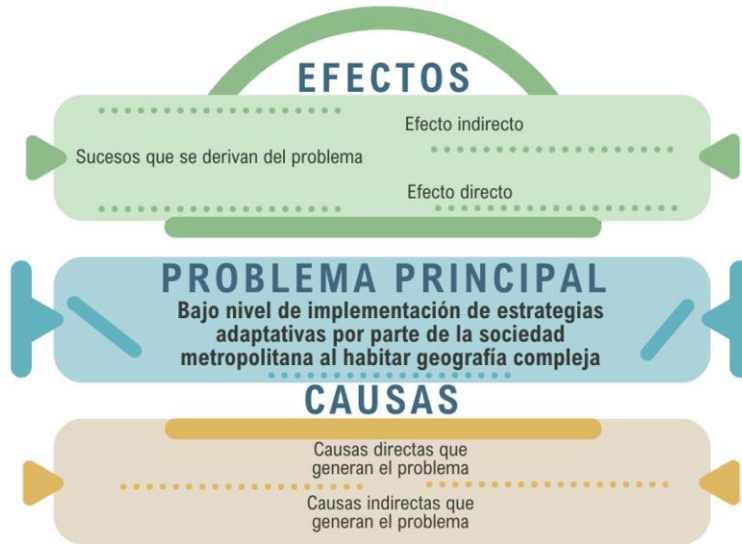 EFECTOS
Efecto indirecto
Sucesos que se derivan del problema
Efecto directo
PROBLEMA PRINCIPAL
Bajo nivel de implementación de estrategias
adaptativas por parte de la sociedad
metropolitana al habitar geografía compleja
CAUSAS
Causas directas que
generan el problema
Causas indirectas que
generan el problema